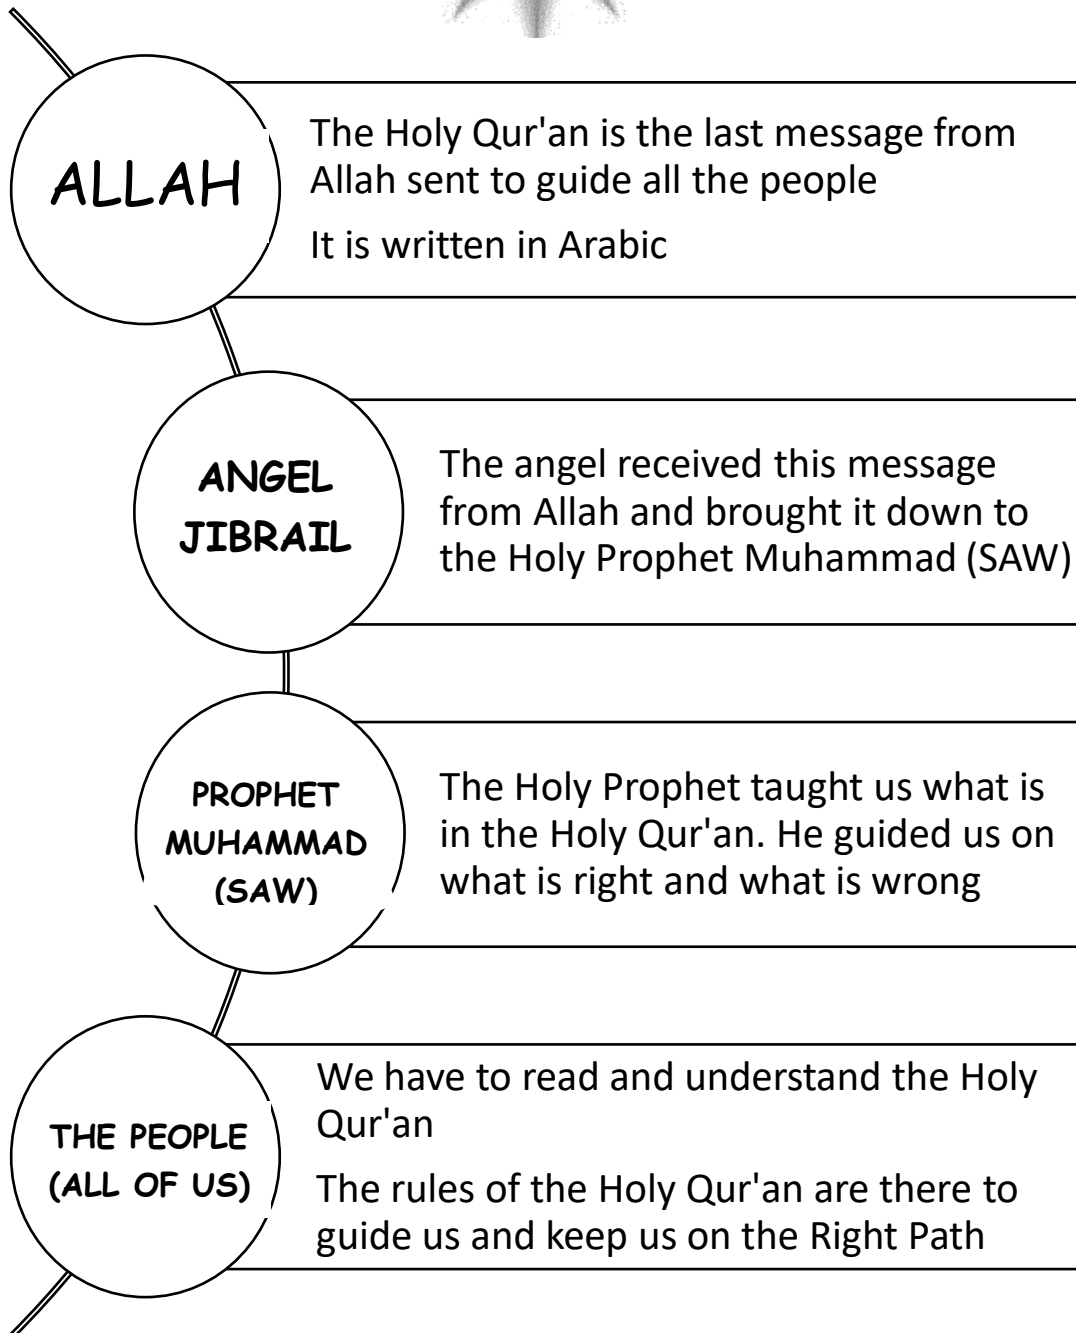 ALLAH
The Holy Qur'an is the last message from
Allah sent to guide all the people
It is written in Arabic
ANGEL
JIBRAIL
The angel received this message
from Allah and brought it down to
the Holy Prophet Muhammad (SAW)
PROPHET
MUHAMMAD
(SAW)
The Holy Prophet taught us what is
in the Holy Qur'an. He guided us on
what is right and what is wrong
THE PEOPLE
(ALL OF US)
We have to read and understand the Holy
Qur'an
The rules of the Holy Qur'an are there to
guide us and keep us on the Right Path